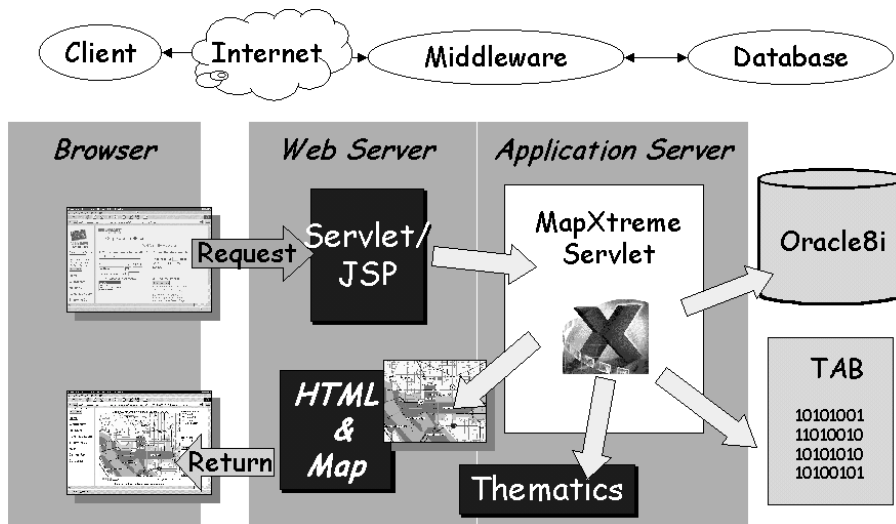 Client
Internet
Middleware
Database
Browser
Web Server
Application Server
Request
Servlet/
JSP
MapXtreme
Servlet
Oracle8i
HTML
&
Map
Return
Thematics
TAB
10101001
11010010
10101010
10100101